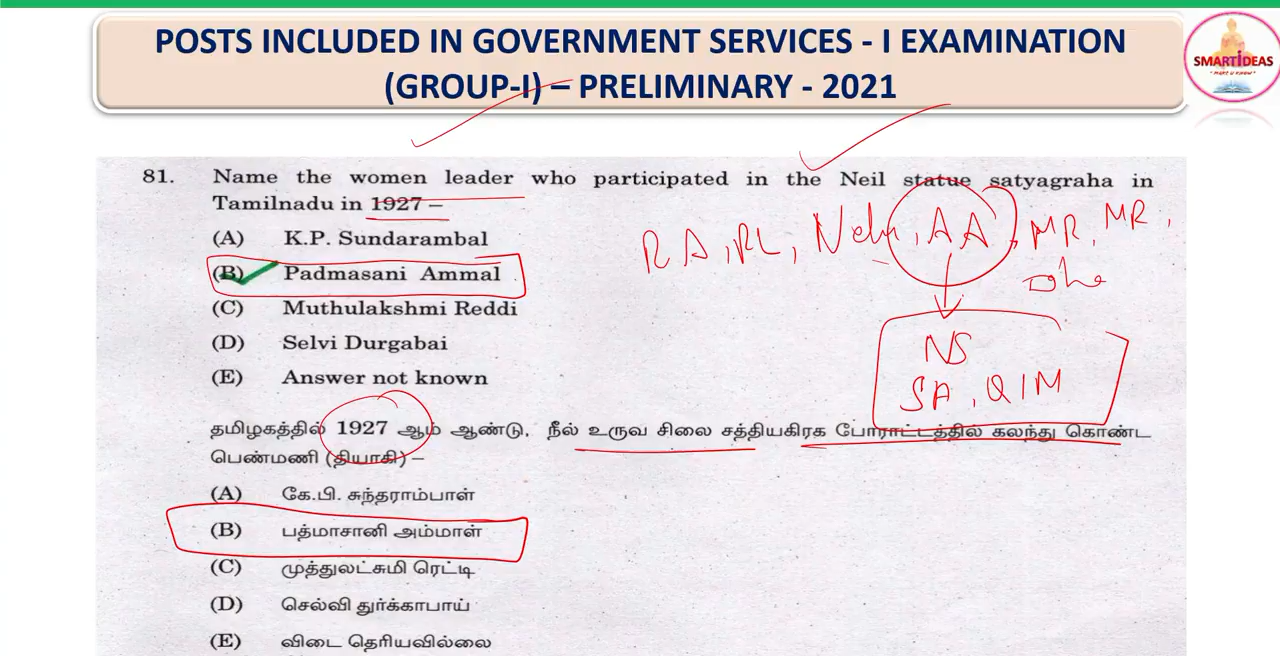 POSTS INCLUDED IN GOVERNMENT SERVICES - I EXAMINATION
(GROUP-I) – PRELIMINARY - 2021
SMARTIDEAS
81. Name the women leader who participated in the Neil statue satyagraha in
Tamilnadu in 1927 –
(A) K.P. Sundarambal
(B) Padmasani Ammal
(C) Muthulakshmi Reddi
(D) Selvi Durgabai
(E) Answer not known
RA, RL, Nehru, AA, MR, MR,
NS
SA, QIM
தமிழகத்தில் 1927 ஆம் ஆண்டு, நீல் உருவ சிலை சத்தியகிரக போராட்டத்தில் கலந்து கொண்ட
பெண்மணி (தியாகி) –
(A) கே.பி. சுந்தராம்பாள்
(B) பத்மாசானி அம்மாள்
(C) முத்துலட்சுமி ரெட்டி
(D) செல்வி துர்க்காபாய்
(E) விடை தெரியவில்லை